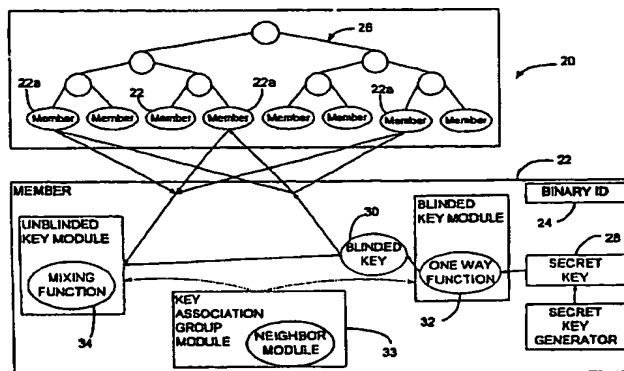 26
20
22a
22
22a
22a
Member
Member
Member
Member
Member
Member
Member
Member
22
MEMBER
BINARY ID
24
UNBLINDED
KEY MODULE
BLINDED
KEY MODULE
30
BLINDED
KEY
28
MIXING
FUNCTION
ONE WAY
FUNCTION
SECRET
KEY
34
32
KEY
ASSOCIATION
GROUP
MODULE
NEIGHBOR
MODULE
33
SECRET
KEY
GENERATOR